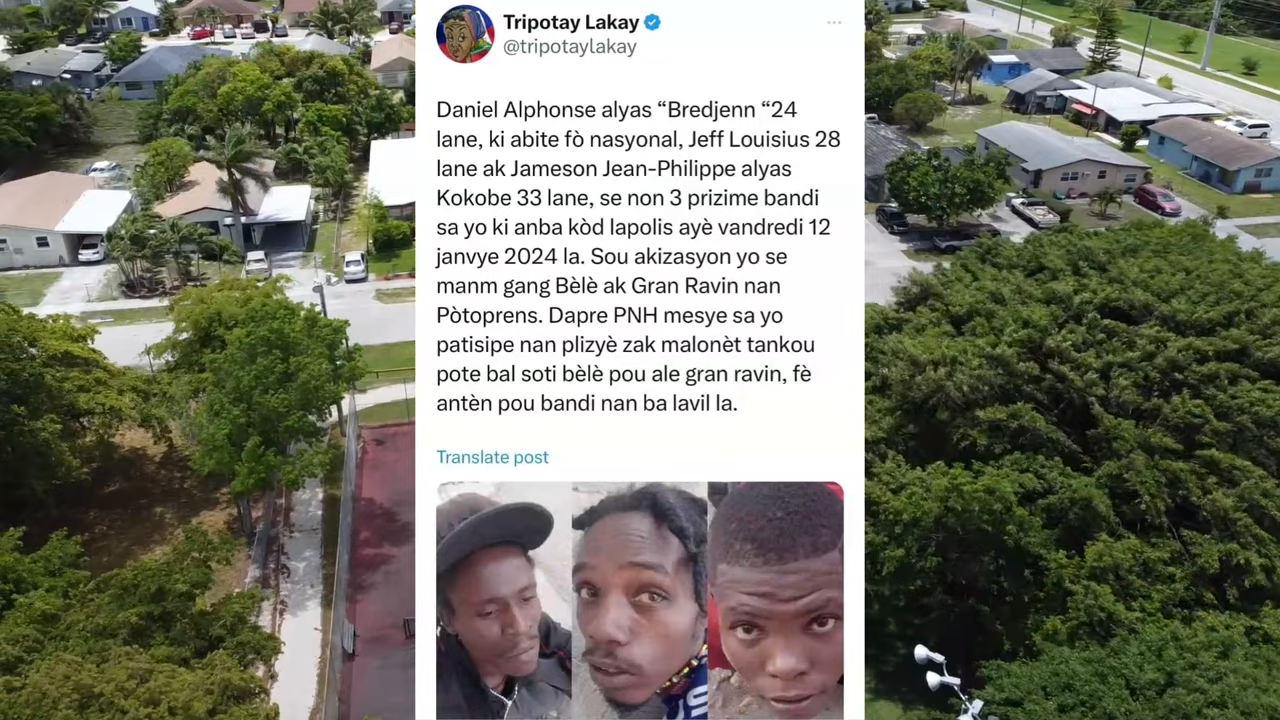 Tripotay Lakay
@tripotaylakay
Daniel Alphonse alyas “Bredjenn “24
lane, ki abite fò nasyonal, Jeff Louisius 28
lane ak Jameson Jean-Philippe alyas
Kokobe 33 lane, se non 3 prizime bandi
sa yo ki anba kòd lapolis ayè vandredi 12
janvye 2024 la. Sou akizasyon yo se
manm gang Bèlè ak Gran Ravin nan
Pòtoprens. Dapre PNH mesye sa yo
patisipe nan plizyè zak malonèt tankou
pote bal soti bèlè pou ale gran ravin, fè
antèn pou bandi nan ba lavil la.
Translate post